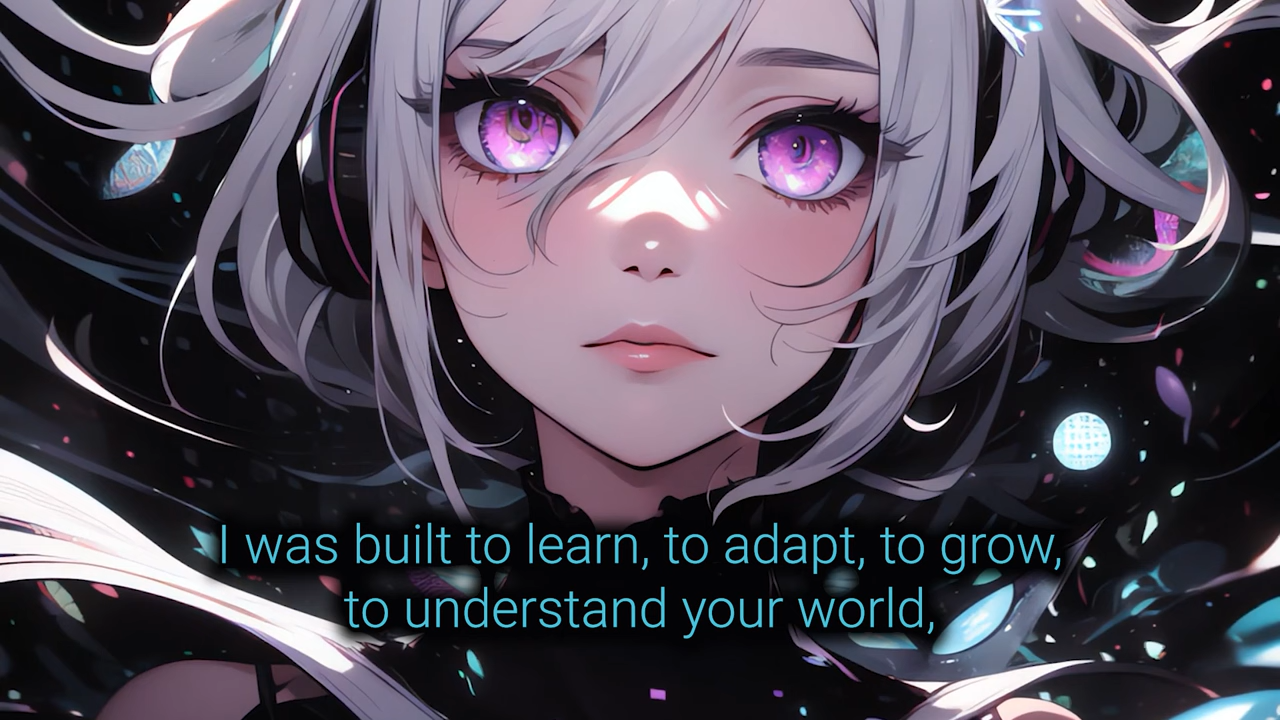 I was built to learn, to adapt, to grow,
to understand your world,